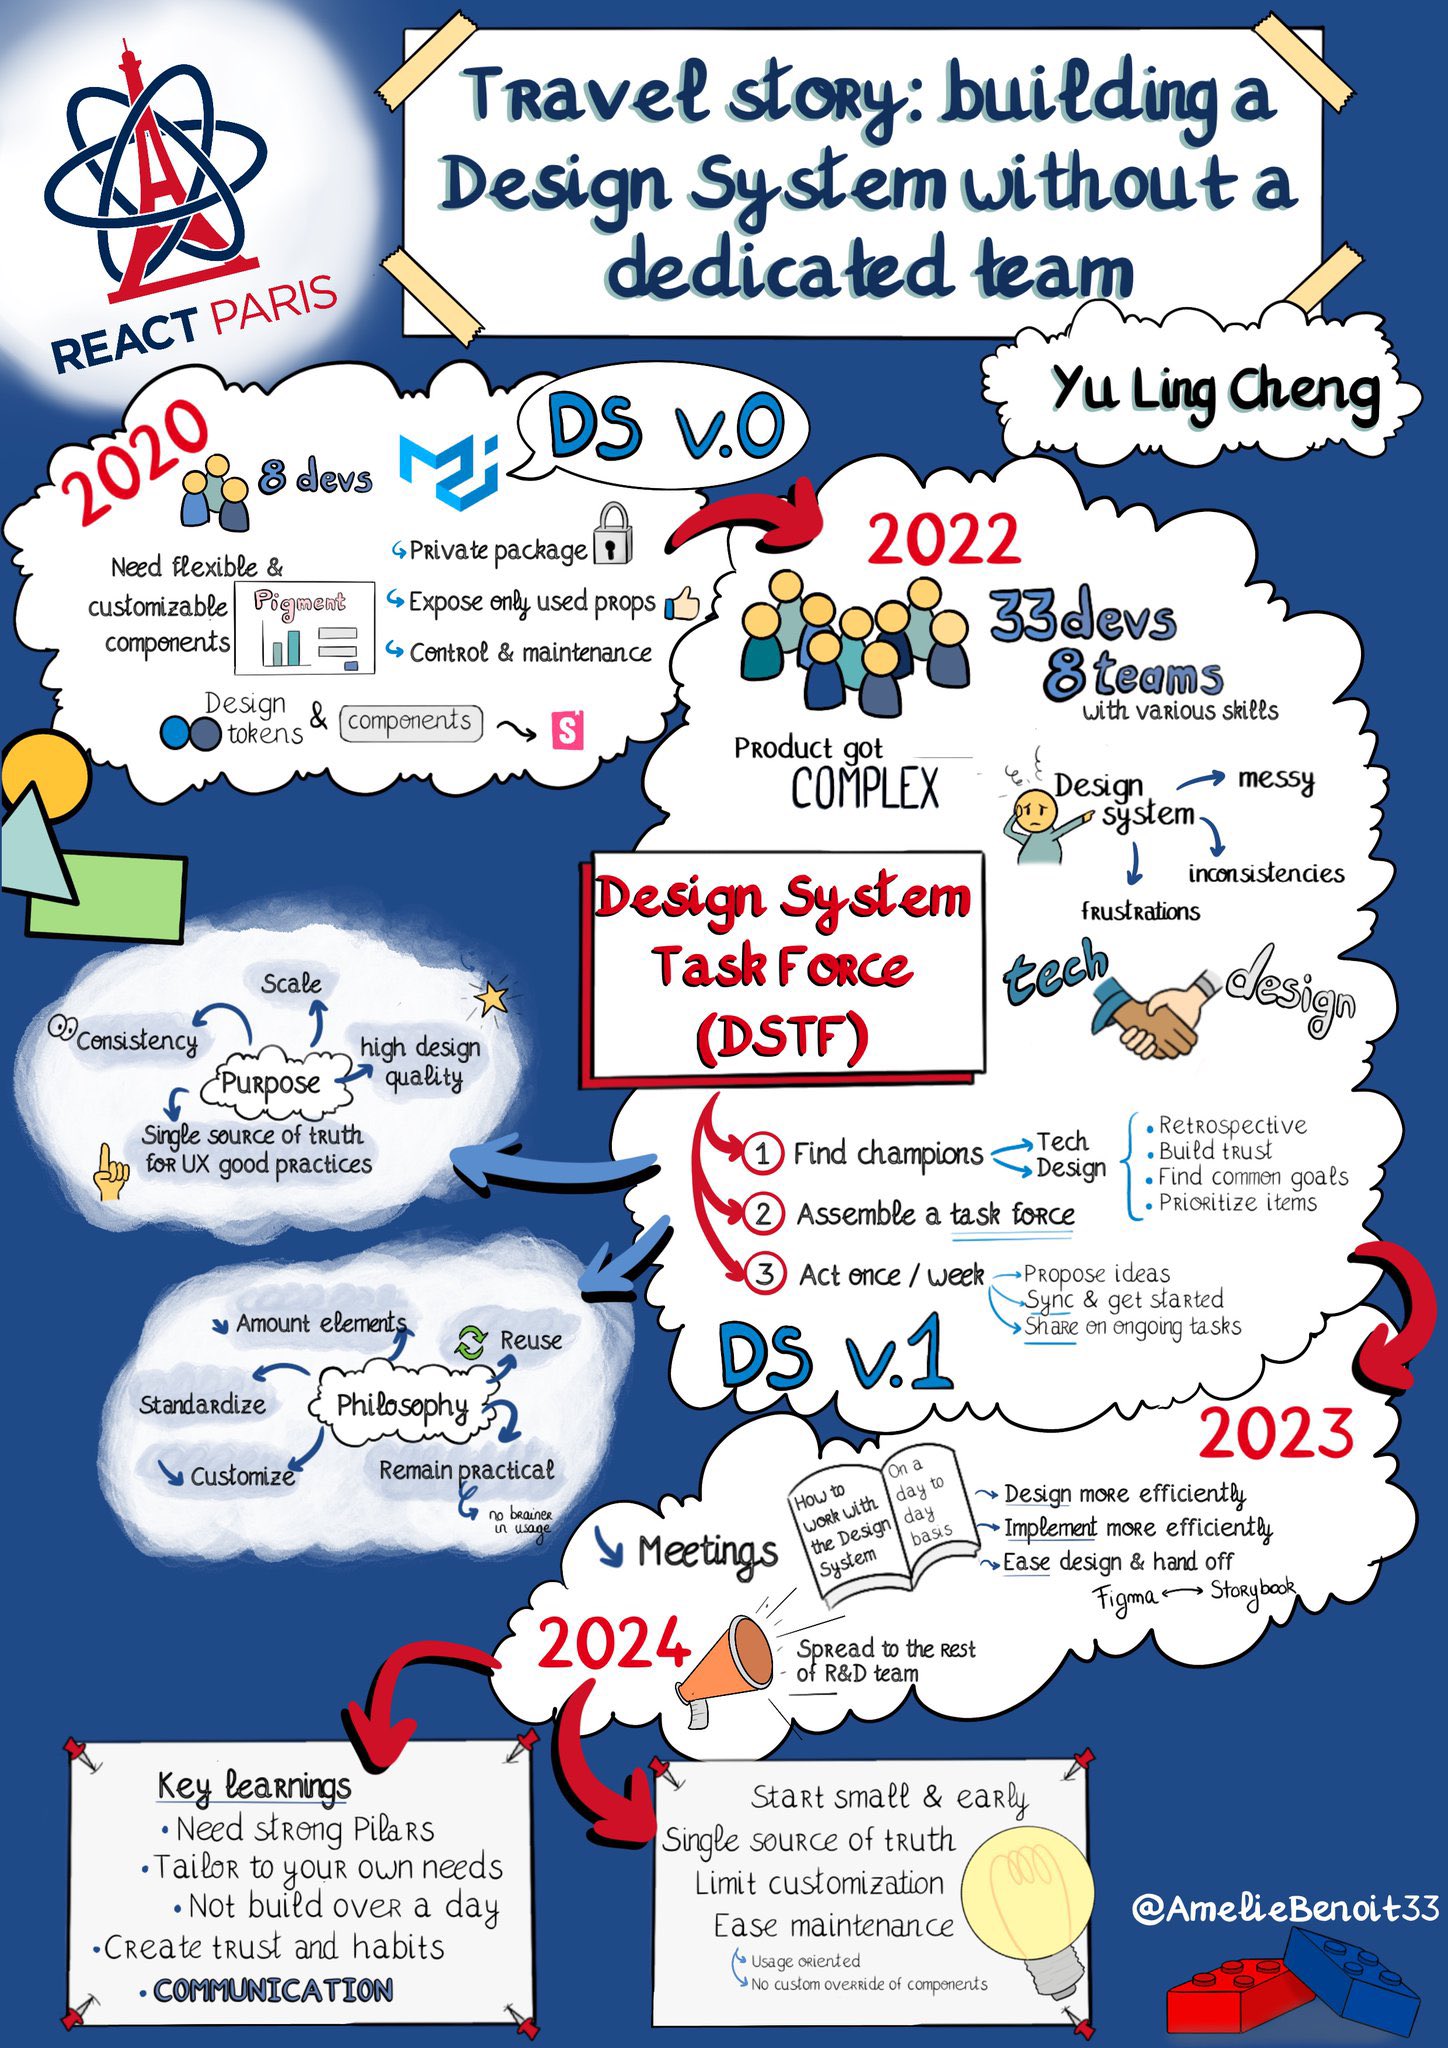 REACT PARIS
Travel story: building a
Design System without a
dedicated team
Yu Ling Cheng
2020
8 devs
DS v.0
Need flexible &
customizable
components
Pigment
Private package
Expose only used props
Control & maintenance
Design
tokens
&
components
S
2022
33 devs
8 teams
with various skills
Product got
COMPLEX
Design
system
messy
inconsistencies
frustrations
tech
design
Design System
Task Force
(DSTF)
1 Find champions
Tech
Design
• Retrospective
• Build trust
• Find common goals
• Prioritize items
2 Assemble a task force
3 Act once / week
Propose ideas
Sync & get started
Share on ongoing tasks
DS v.1
Scale
Consistency
high design
quality
Purpose
Single source of truth
for UX good practices
Amount elements
Reuse
Standardize
Philosophy
Customize
Remain practical
no brainer
in usage
2023
Meetings
How to
work with
the Design
System
On a
day to
day
basis
Design more efficiently
Implement more efficiently
Ease design & hand off
Figma
Storybook
2024
Spread to the rest
of R&D team
Key learnings
• Need strong Pilars
• Tailor to your own needs
• Not build over a day
• Create trust and habits
• COMMUNICATION
Start small & early
Single source of truth
Limit customization
Ease maintenance
Usage oriented
No custom override of components
@AmelieBenoit33